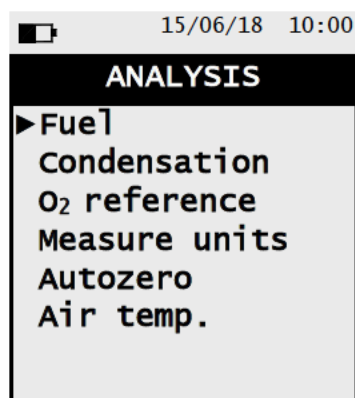 15/06/18 10:00
ANALYSIS
Fuel
Condensation
O2 reference
Measure units
Autozero
Air temp.